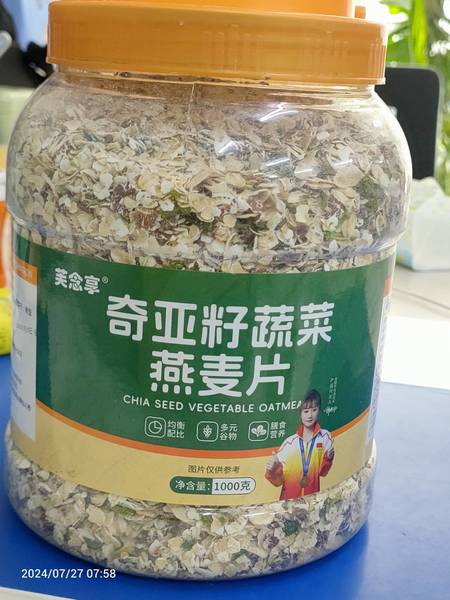 芙念享®
奇亚籽蔬菜
燕麦片
CHIA SEED VEGETABLE OATMEA
均衡
配比
多元
谷物
膳食
营养
图片仅供参考
净含量: 1000克
2024/07/27 07:58